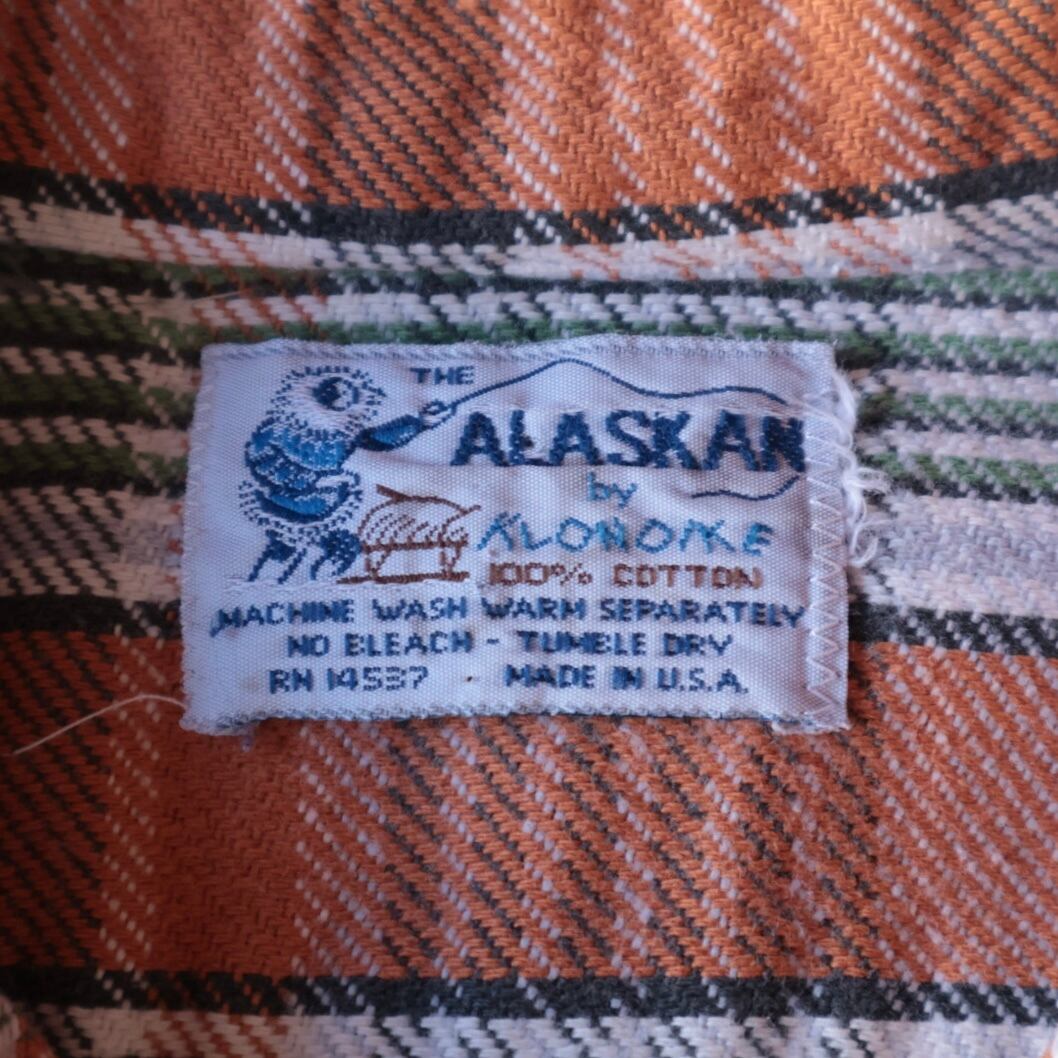 THE
ALASKAN
by
KLONDIKE
100% COTTON
MACHINE WASH WARM SEPARATELY
NO BLEACH - TUMBLE DRY
RN 14537 MADE IN U.S.A.